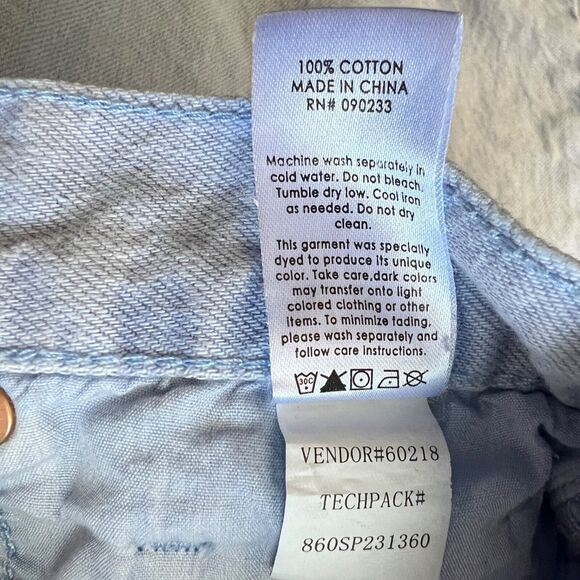 100% COTTON
MADE IN CHINA
RN# 090233
Machine wash separately in
cold water. Do not bleach.
Tumble dry low. Cool iron
as needed. Do not dry
clean.
This garment was specially
dyed to produce its unique
color. Take care,dark colors
may transfer onto light
colored clothing or other
items. To minimize fading,
please wash separately and
follow care instructions.
30C
VENDOR#60218
TECHPACK#
860SP231360